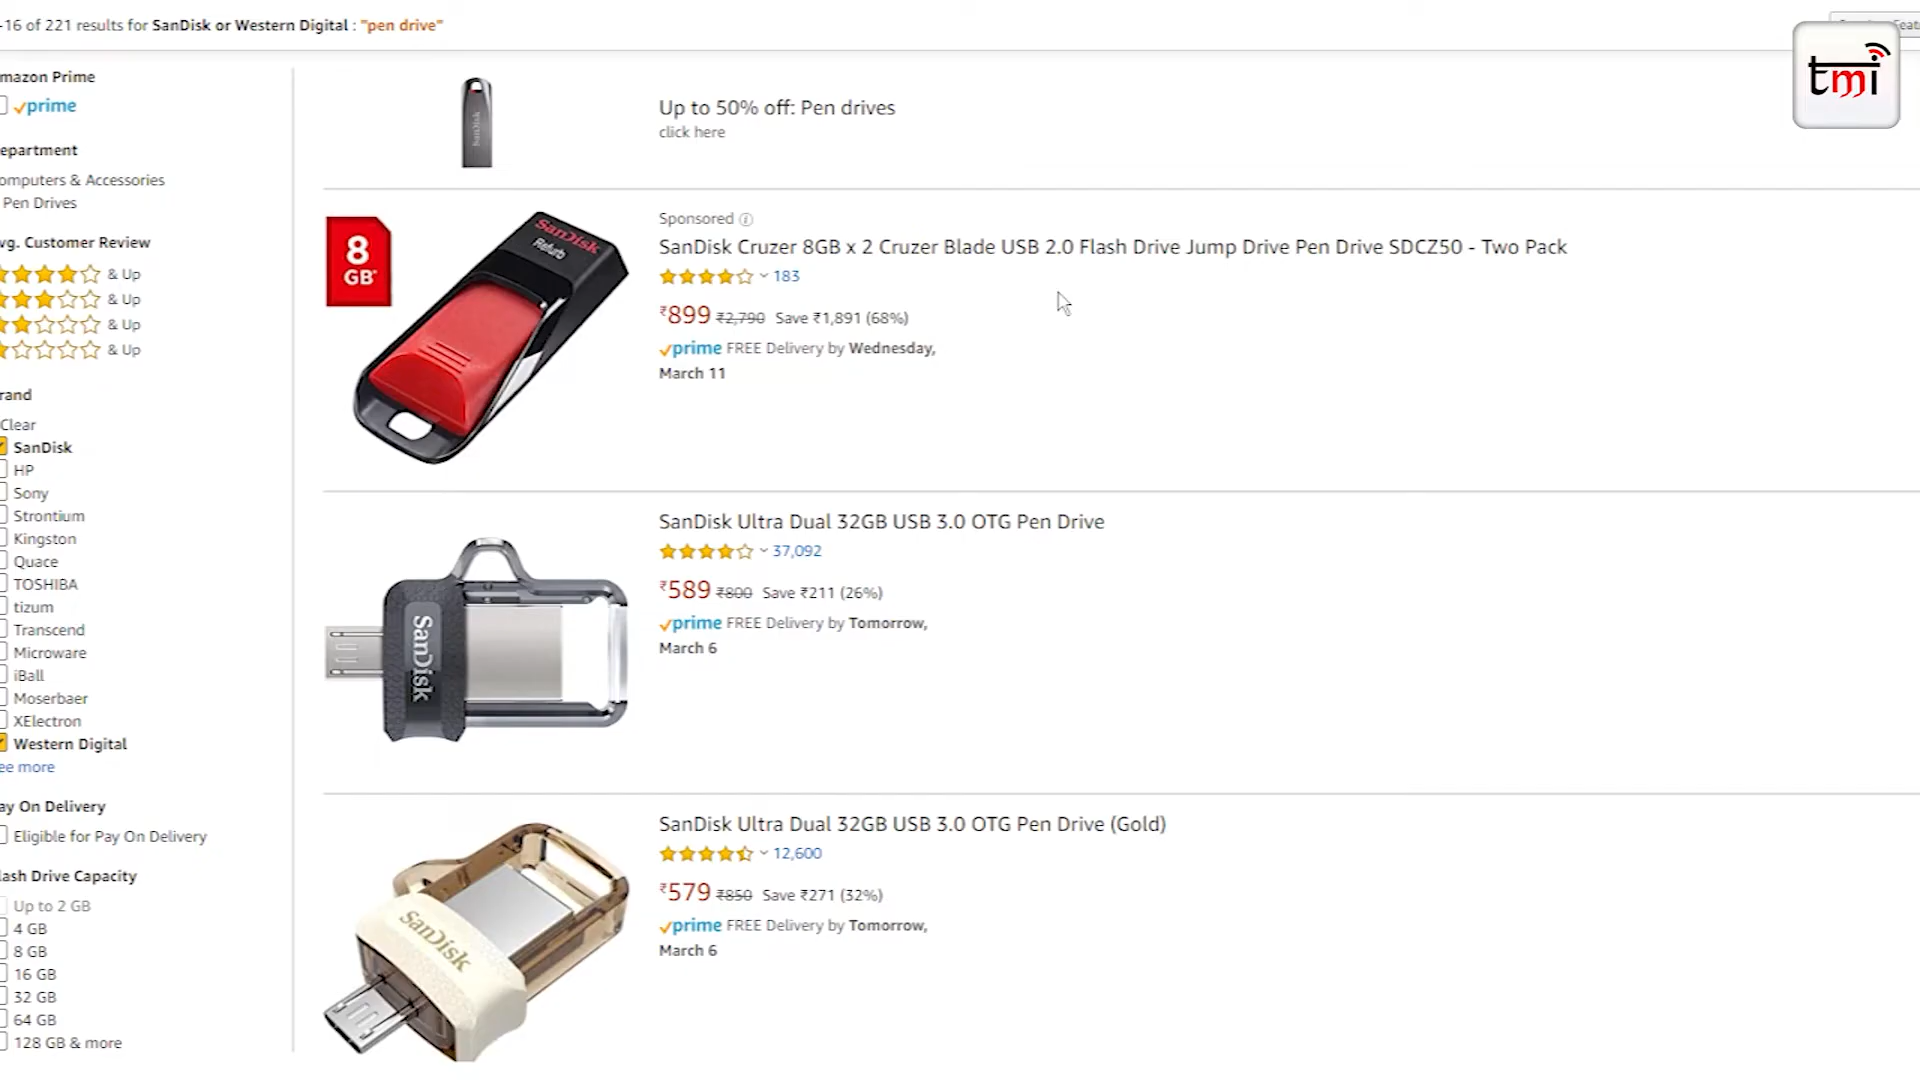 -16 of 221 results for SanDisk or Western Digital : "pen drive"
tmi
mazon Prime
prime
epartment
omputers & Accessories
Pen Drives
vg. Customer Review
& Up
& Up
& Up
& Up
rand
Clear
SanDisk
HP
Sony
Strontium
Kingston
Quace
TOSHIBA
tizum
Transcend
Microware
iBall
Moserbaer
XElectron
Western Digital
ee more
ay On Delivery
Eligible for Pay On Delivery
lash Drive Capacity
Up to 2 GB
4 GB
8 GB
16 GB
32 GB
64 GB
128 GB & more
SanDisk
Up to 50% off: Pen drives
click here
8
GB
SanDisk
Refurb
Sponsored
SanDisk Cruzer 8GB x 2 Cruzer Blade USB 2.0 Flash Drive Jump Drive Pen Drive SDCZ50 - Two Pack
183
₹899 ₹2,790 Save ₹1,891 (68%)
prime FREE Delivery by Wednesday,
March 11
SanDisk
SanDisk Ultra Dual 32GB USB 3.0 OTG Pen Drive
37,092
₹589 ₹800 Save ₹211 (26%)
prime FREE Delivery by Tomorrow,
March 6
SanDisk
SanDisk Ultra Dual 32GB USB 3.0 OTG Pen Drive (Gold)
12,600
₹579 ₹850 Save ₹271 (32%)
prime FREE Delivery by Tomorrow,
March 6